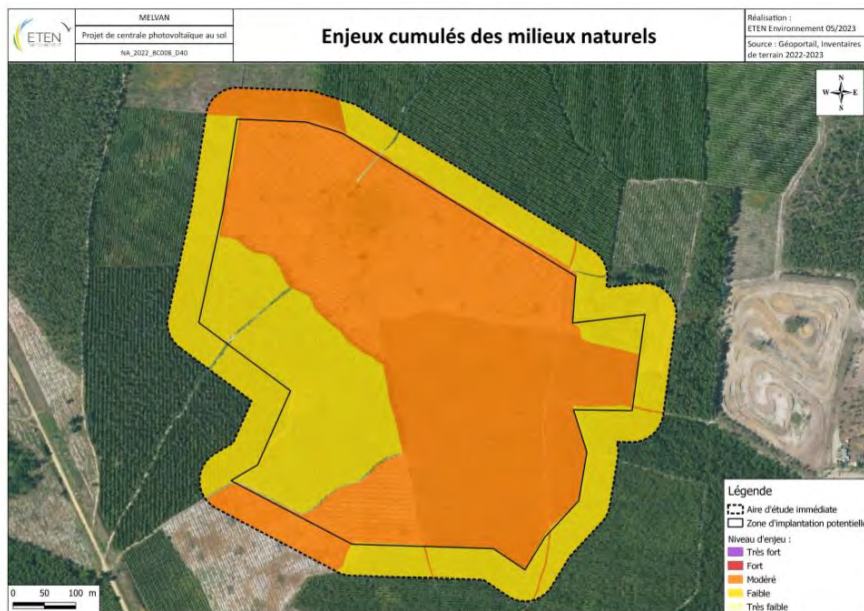 ETEN
MELVAN
Projet de centrale photovoltaïque au sol
NA_2022_BC008_D40
Enjeux cumulés des milieux naturels
Réalisation :
ETEN Environnement 05/2023
Source : Géoportail, Inventaires
de terrain 2022-2023
N
W E
S
Légende
Aire d'étude immédiate
Zone d'implantation potentielle
Niveau d'enjeu :
Très fort
Fort
Modéré
Faible
Très faible
0 50 100 m